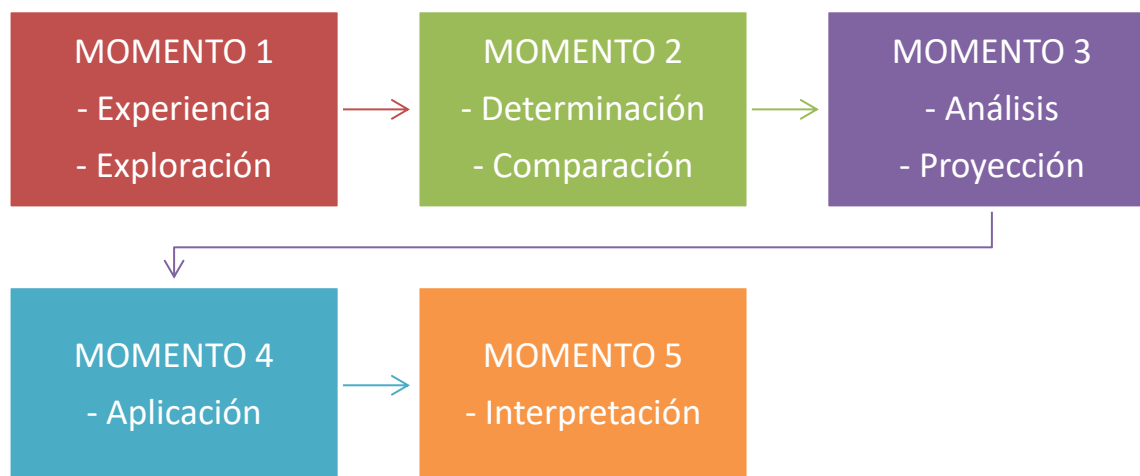 MOMENTO 1
- Experiencia
- Exploración
MOMENTO 2
- Determinación
- Comparación
MOMENTO 3
- Análisis
- Proyección
MOMENTO 4
- Aplicación
MOMENTO 5
- Interpretación